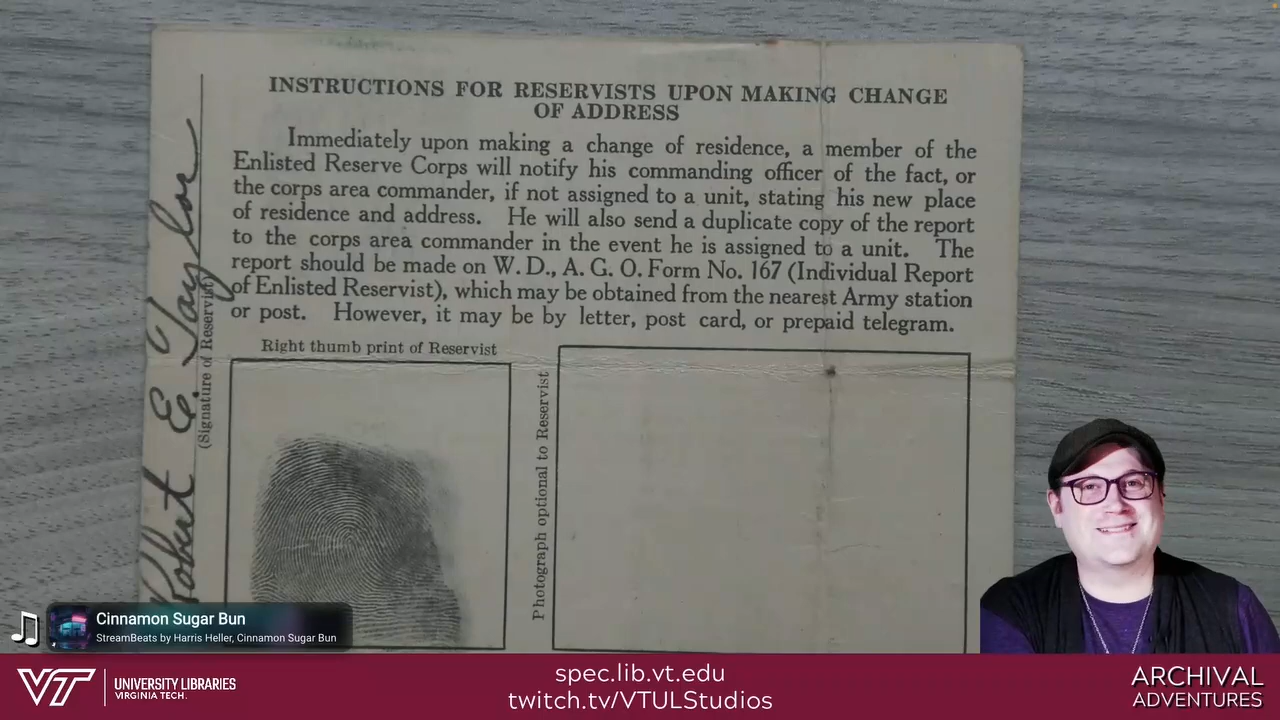 INSTRUCTIONS FOR RESERVISTS UPON MAKING CHANGE
OF ADDRESS
Immediately upon making a change of residence, a member of the
Enlisted Reserve Corps will notify his commanding officer of the fact, or
the corps area commander, if not assigned to a unit, stating his new place
of residence and address. He will also send a duplicate copy of the report
to the corps area commander in the event he is assigned to a unit. The
report should be made on W. D., A. G. O. Form No. 167 (Individual Report
of Enlisted Reservist), which may be obtained from the nearest Army station
or post. However, it may be by letter, post card, or prepaid telegram.
Robert E. Taylor
(Signature of Reservist)
Right thumb print of Reservist
Photograph optional to Reservist
Cinnamon Sugar Bun
StreamBeats by Harris Heller, Cinnamon Sugar Bun
VT
UNIVERSITY LIBRARIES
VIRGINIA TECH.
spec.lib.vt.edu
twitch.tv/VTULStudios
ARCHIVAL
ADVENTURES